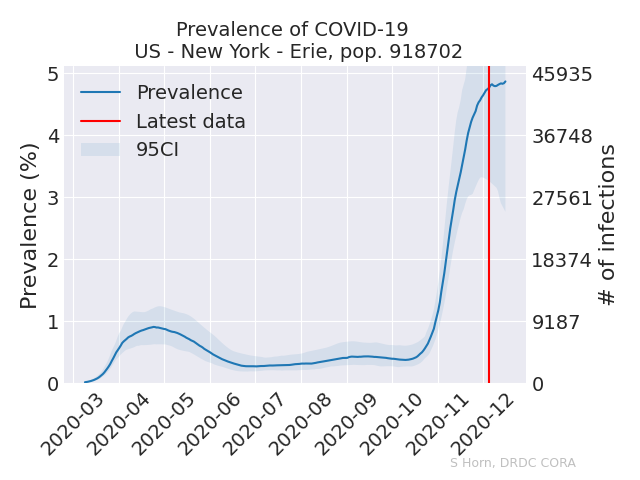 Prevalence of COVID-19
US - New York - Erie, pop. 918702
Prevalence
Latest data
95CI
Prevalence (%)
5
4
3
2
1
0
45935
36748
27561
18374
9187
0
# of infections
2020-03
2020-04
2020-05
2020-06
2020-07
2020-08
2020-09
2020-10
2020-11
2020-12
S Horn, DRDC CORA